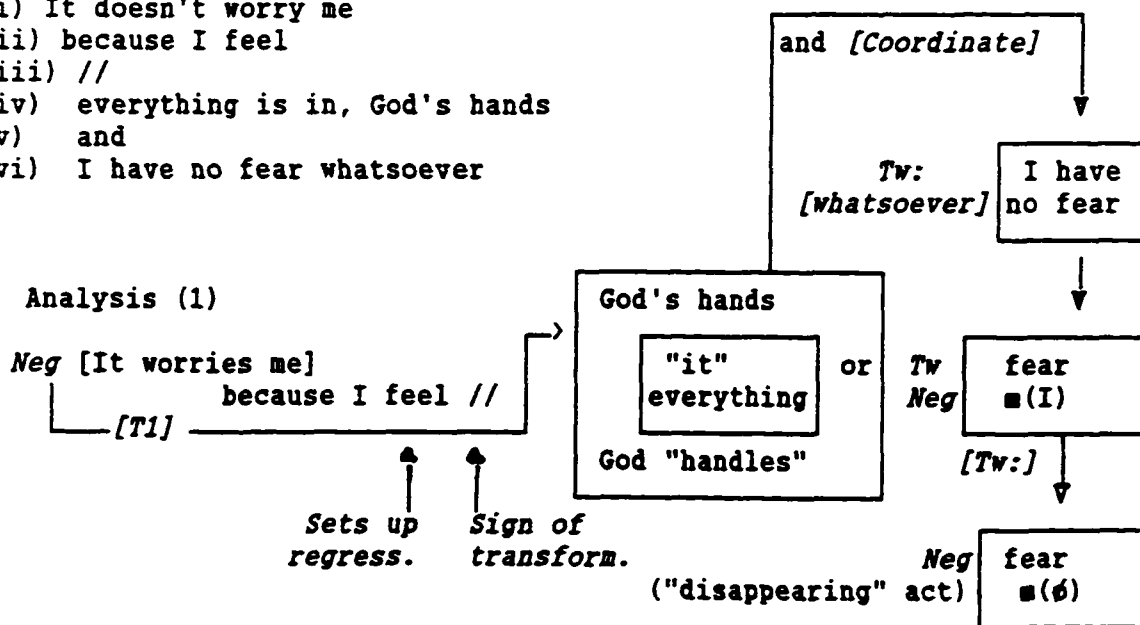 i) It doesn't worry me
ii) because I feel
iii) //
iv) everything is in, God's hands
v) and
vi) I have no fear whatsoever
and [Coordinate]
Tw: I have
[whatsoever] no fear
Analysis (1)
Neg [It worries me]
because I feel //
[T1]
Sets up
regress.
Sign of
transform.
God's hands
"it"
everything
God "handles"
or Tw fear
Neg ■(I)
[Tw:]
Neg fear
("disappearing" act) ■(ø)